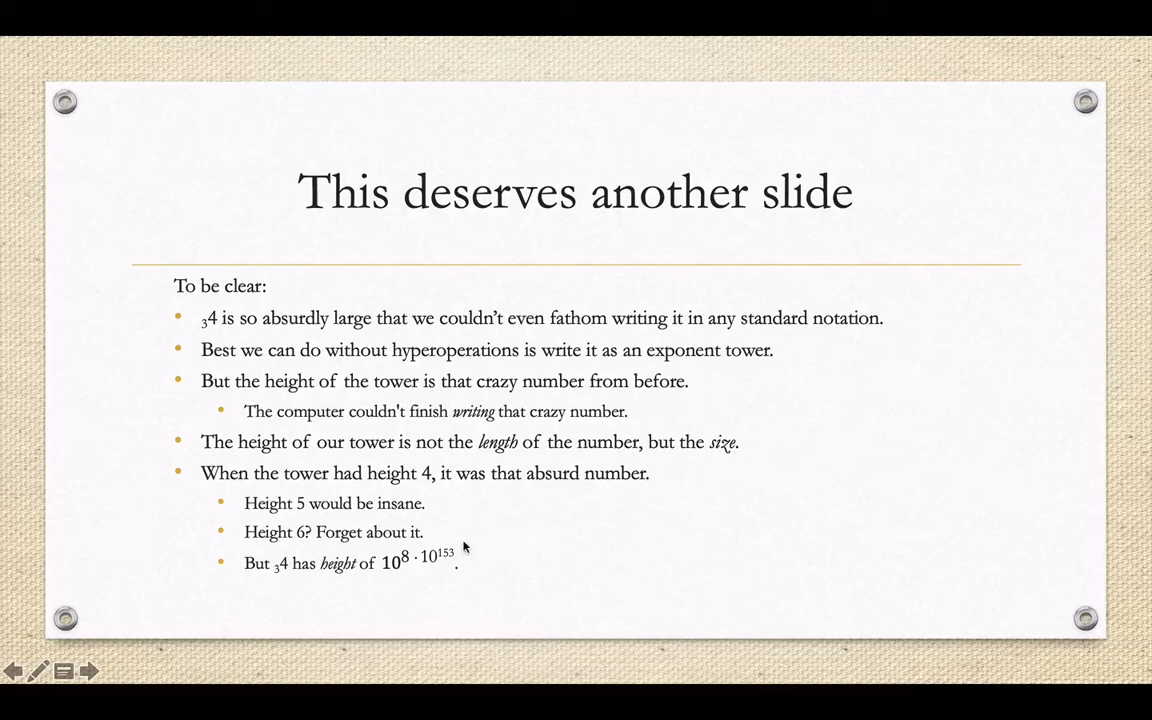 This deserves another slide
To be clear:
• ₃4 is so absurdly large that we couldn’t even fathom writing it in any standard notation.
• Best we can do without hyperoperations is write it as an exponent tower.
• But the height of the tower is that crazy number from before.
• The computer couldn't finish writing that crazy number.
• The height of our tower is not the length of the number, but the size.
• When the tower had height 4, it was that absurd number.
• Height 5 would be insane.
• Height 6? Forget about it.
• But ₃4 has height of 10^{8 · 10^{153}}.